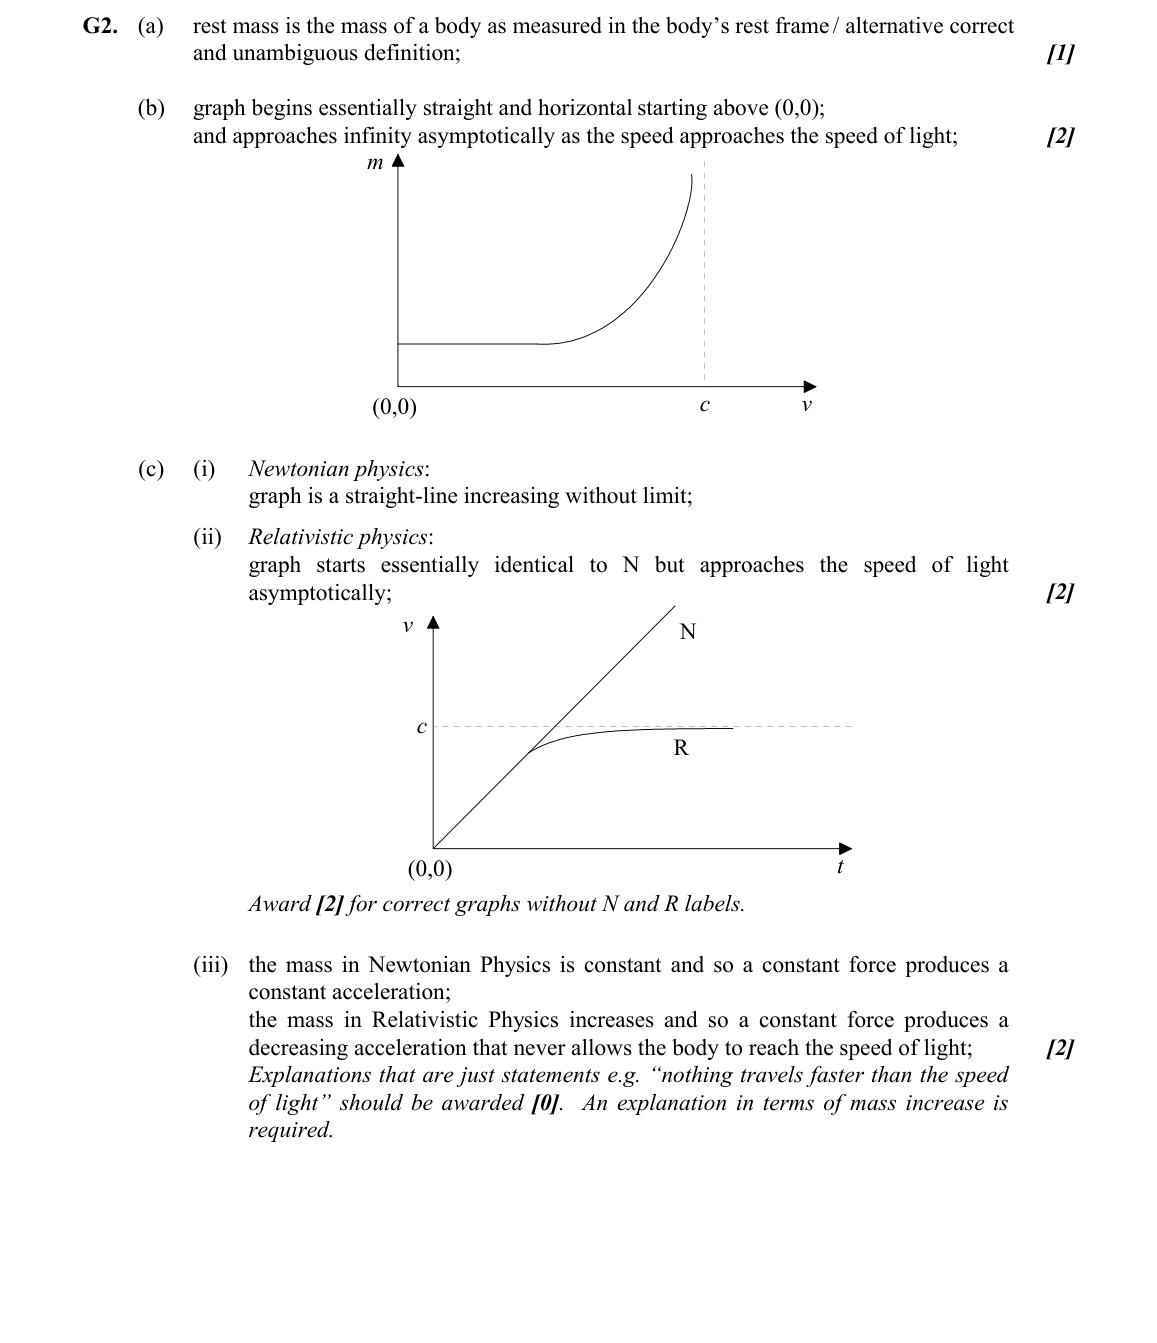 G2. (a) rest mass is the mass of a body as measured in the body’s rest frame / alternative correct
and unambiguous definition; [1]
(b) graph begins essentially straight and horizontal starting above (0,0);
and approaches infinity asymptotically as the speed approaches the speed of light; [2]
m
(0,0) c v
(c) (i) Newtonian physics:
graph is a straight-line increasing without limit;
(ii) Relativistic physics:
graph starts essentially identical to N but approaches the speed of light
asymptotically; [2]
v
N
c
R
(0,0) t
Award [2] for correct graphs without N and R labels.
(iii) the mass in Newtonian Physics is constant and so a constant force produces a
constant acceleration;
the mass in Relativistic Physics increases and so a constant force produces a
decreasing acceleration that never allows the body to reach the speed of light; [2]
Explanations that are just statements e.g. “nothing travels faster than the speed
of light” should be awarded [0]. An explanation in terms of mass increase is
required.